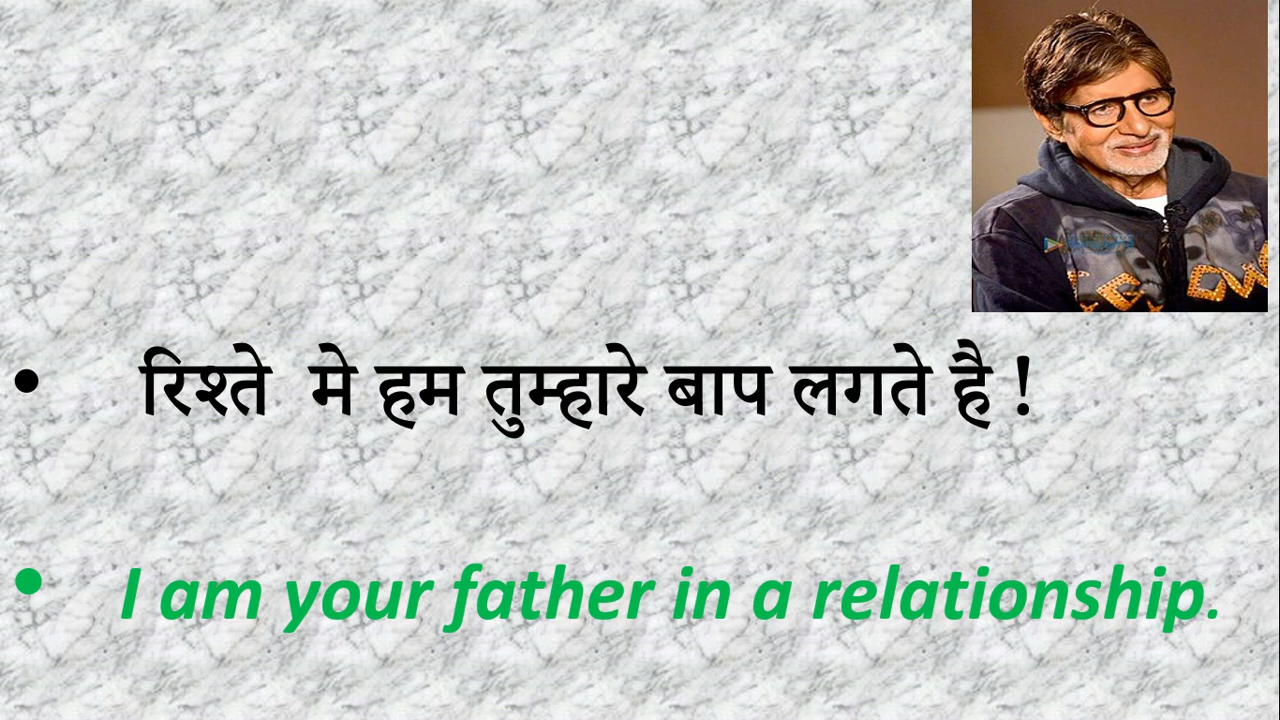 • रिश्ते मे हम तुम्हारे बाप लगते है !
• I am your father in a relationship.